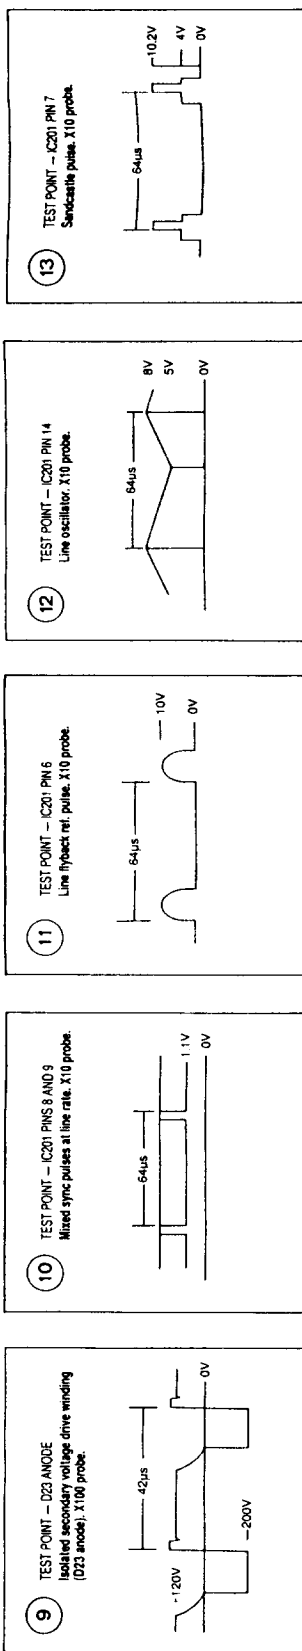 9
TEST POINT – D23 ANODE
Isolated secondary voltage drive winding
(D23 anode). X100 probe.
42µs
+120V
0V
–200V
10
TEST POINT – IC201 PINS 8 AND 9
Mixed sync pulses at line rate. X10 probe.
64µs
1.1V
0V
11
TEST POINT – IC201 PIN 6
Line flyback ref. pulse. X10 probe.
64µs
10V
0V
12
TEST POINT – IC201 PIN 14
Line oscillator. X10 probe.
64µs
8V
5V
0V
13
TEST POINT – IC201 PIN 7
Sandcastle pulse. X10 probe.
64µs
10.2V
4V
0V